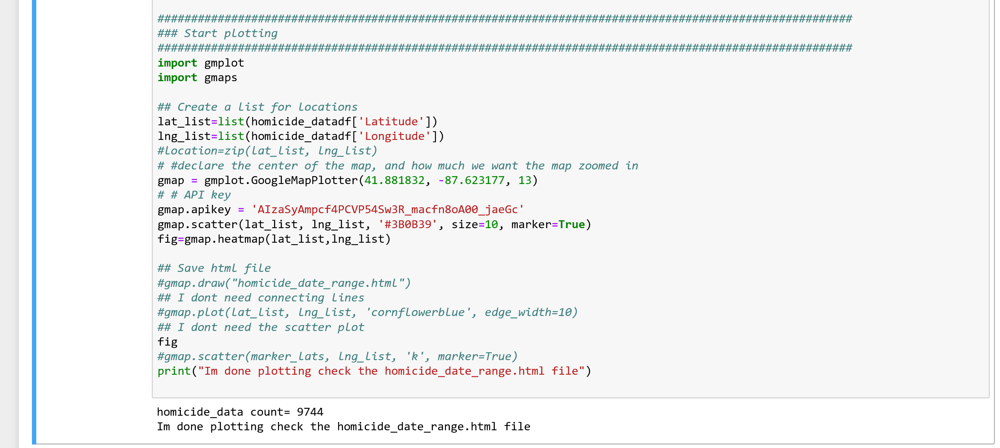 ########################################################################################################
### Start plotting
########################################################################################################
import gmplot
import gmaps
## Create a list for locations
lat_list=list(homicide_datadf['Latitude'])
lng_list=list(homicide_datadf['Longitude'])
#location=zip(lat_list, lng_list)
# #declare the center of the map, and how much we want the map zoomed in
gmap = gmplot.GoogleMapPlotter(41.881832, -87.623177, 13)
# # API key
gmap.apikey = 'AIzaSyAmpcf4PCVP54Sw3R_macfn8oA00_jaeGc'
gmap.scatter(lat_list, lng_list, '#3B0B39', size=10, marker=True)
fig=gmap.heatmap(lat_list,lng_list)
## Save html file
#gmap.draw("homicide_date_range.html")
## I dont need connecting lines
#gmap.plot(lat_list, lng_list, 'cornflowerblue', edge_width=10)
## I dont need the scatter plot
fig
#gmap.scatter(marker_lats, lng_list, 'k', marker=True)
print("Im done plotting check the homicide_date_range.html file")
homicide_data count= 9744
Im done plotting check the homicide_date_range.html file